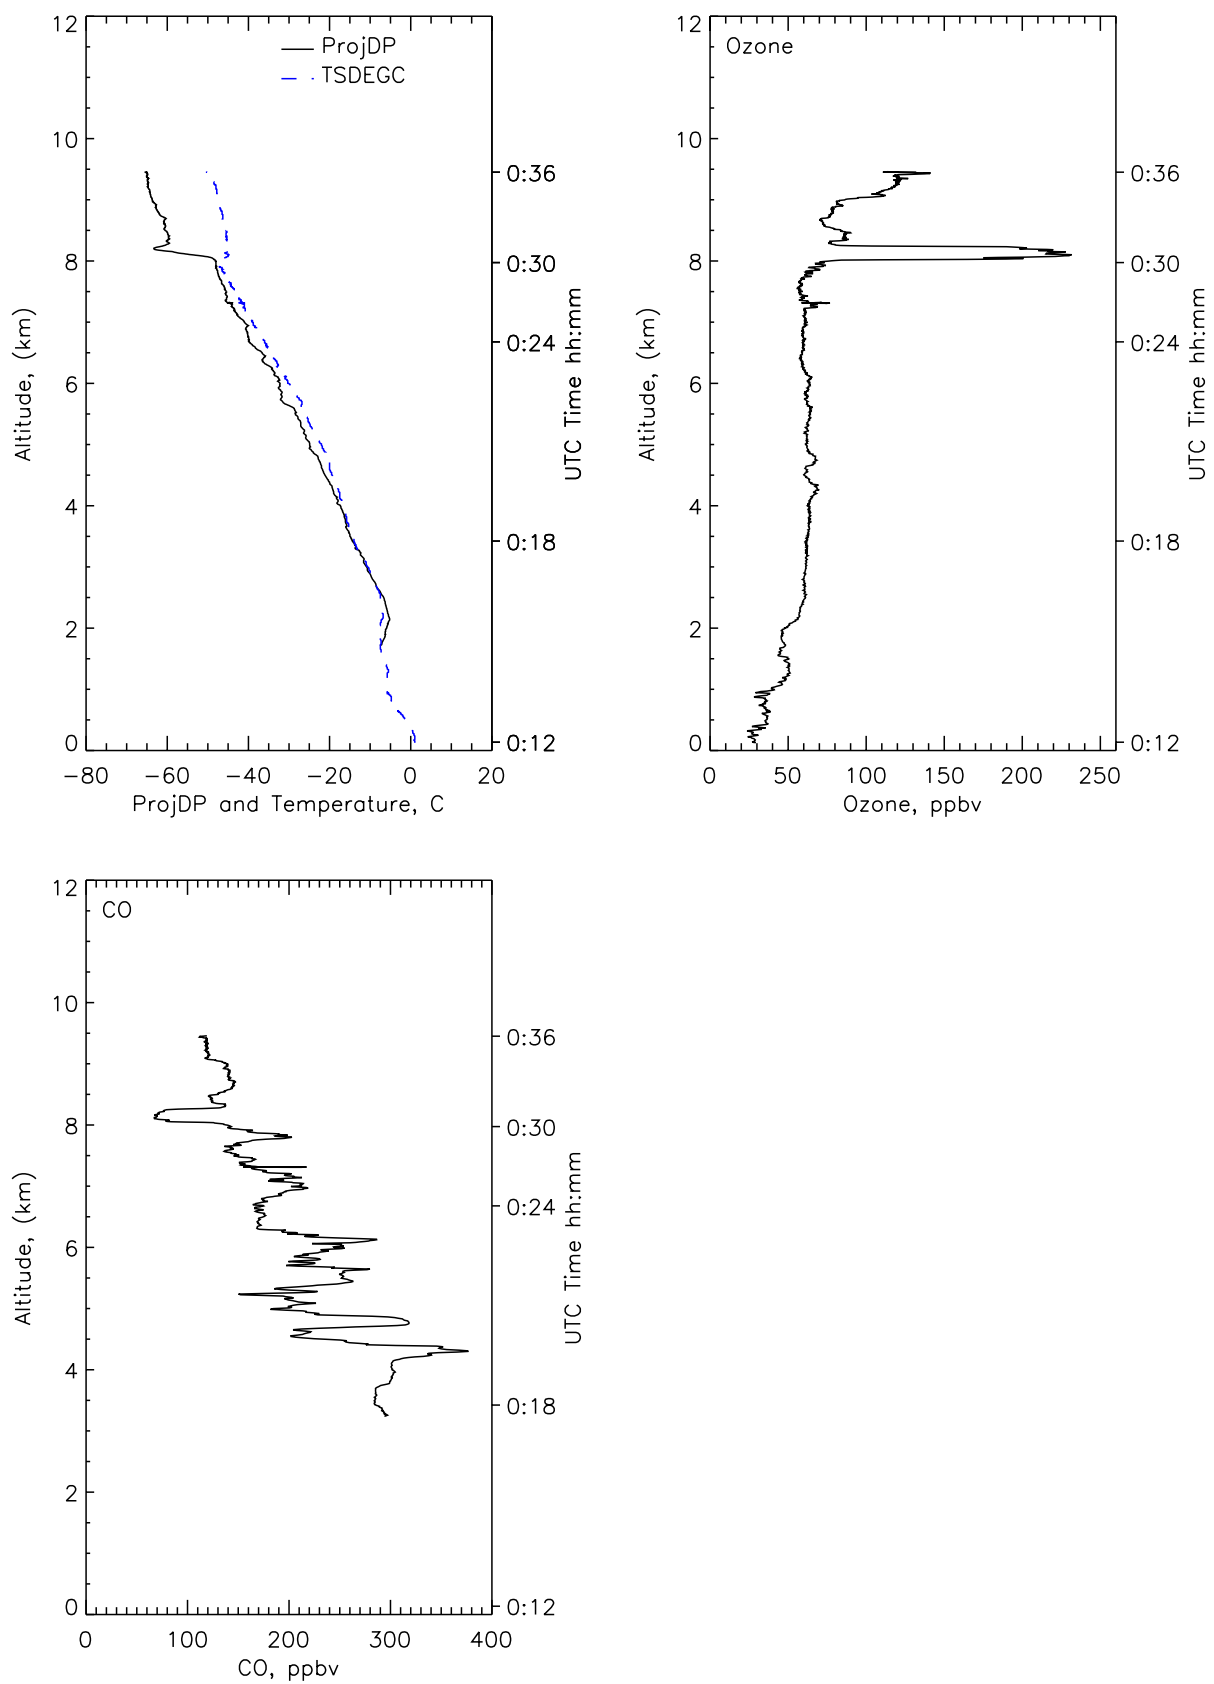 ProjDP
TSDEGC
12
10
8
6
4
2
0
Altitude, (km)
0:36
0:30
0:24
0:18
0:12
UTC Time hh:mm
-80 -60 -40 -20 0 20
ProjDP and Temperature, C
Ozone
12
10
8
6
4
2
0
Altitude, (km)
0:36
0:30
0:24
0:18
0:12
UTC Time hh:mm
0 50 100 150 200 250
Ozone, ppbv
CO
12
10
8
6
4
2
0
Altitude, (km)
0:36
0:30
0:24
0:18
0:12
UTC Time hh:mm
0 100 200 300 400
CO, ppbv